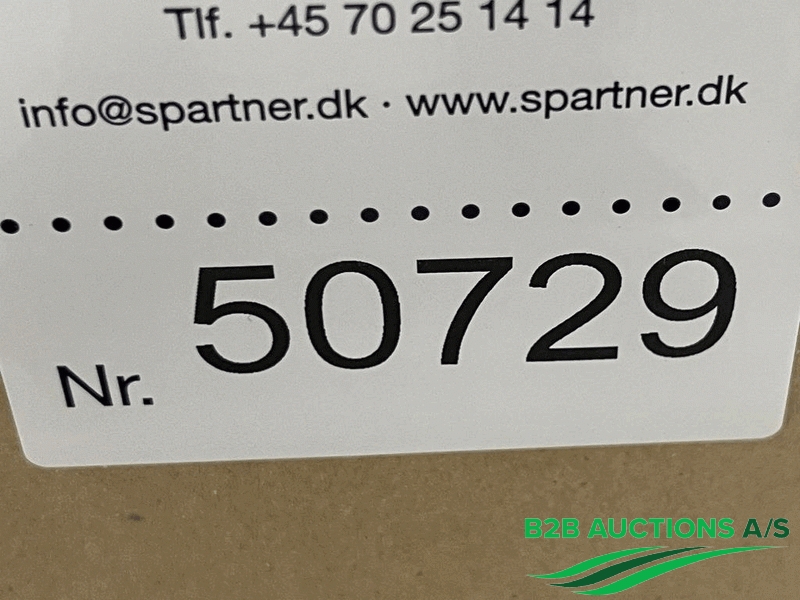 Tlf. +45 70 25 14 14
info@spartner.dk · www.spartner.dk
Nr. 50729
B2B AUCTIONS A/S